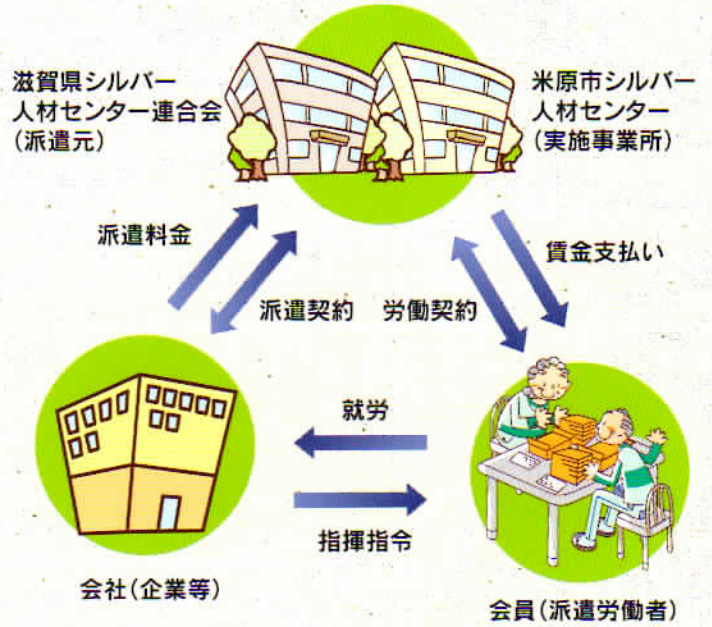 滋賀県シルバー
人材センター連合会
(派遣元)
米原市シルバー
人材センター
(実施事業所)
派遣料金
賃金支払い
派遣契約
労働契約
就労
指揮指令
会社(企業等)
会員(派遣労働者)